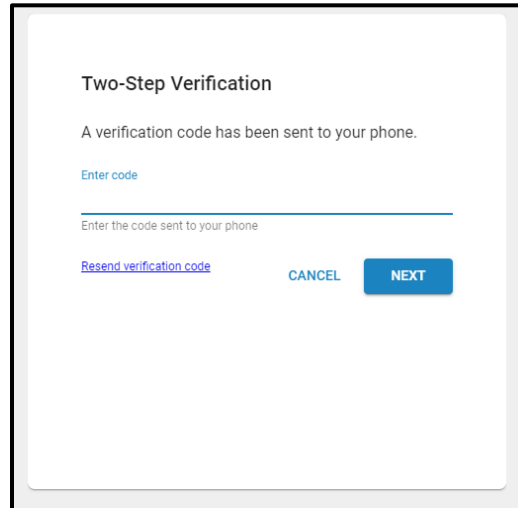 Two-Step Verification
A verification code has been sent to your phone.
Enter code
Enter the code sent to your phone
Resend verification code
CANCEL
NEXT